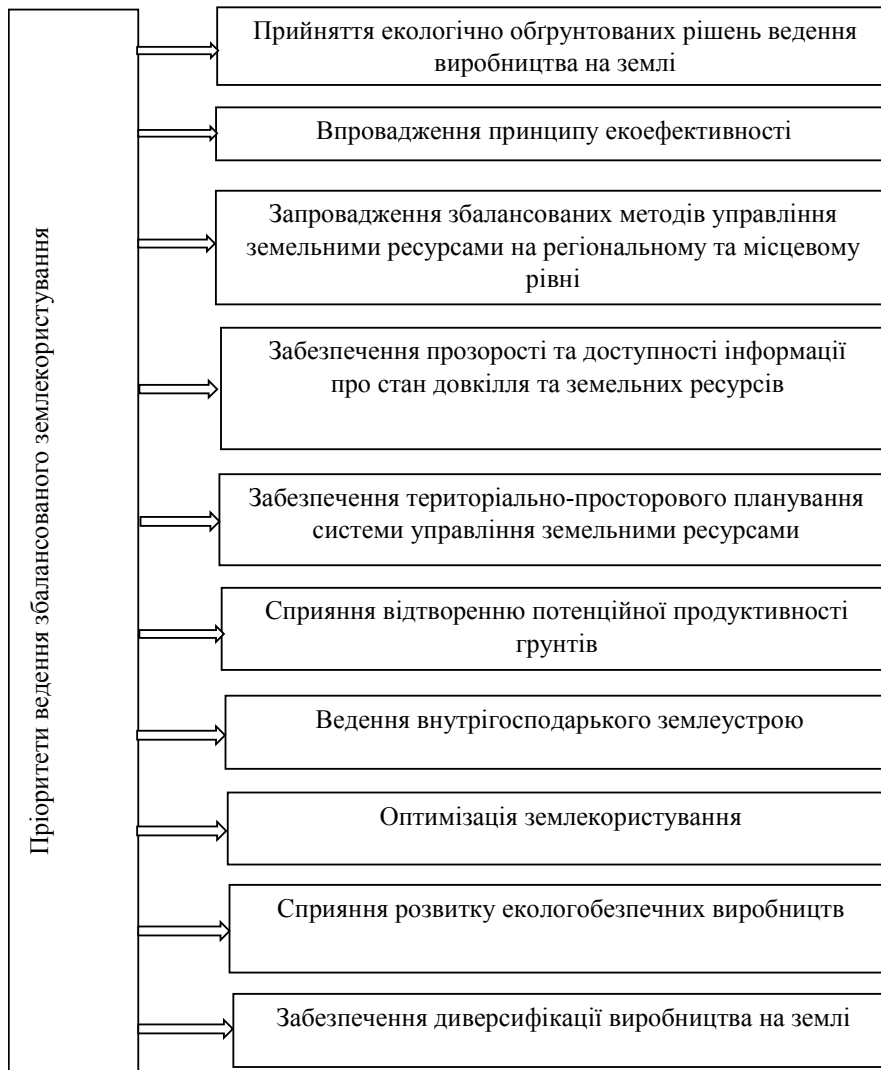 Пріоритети ведення збалансованого землекористування
Прийняття екологічно обґрунтованих рішень ведення
виробництва на землі
Впровадження принципу екоефективності
Запровадження збалансованих методів управління
земельними ресурсами на регіональному та місцевому
рівні
Забезпечення прозорості та доступності інформації
про стан довкілля та земельних ресурсів
Забезпечення територіально-просторового планування
системи управління земельними ресурсами
Сприяння відтворенню потенційної продуктивності
грунтів
Ведення внутрігосподарького землеустрою
Оптимізація землекористування
Сприяння розвитку екологобезпечних виробництв
Забезпечення диверсифікації виробництва на землі